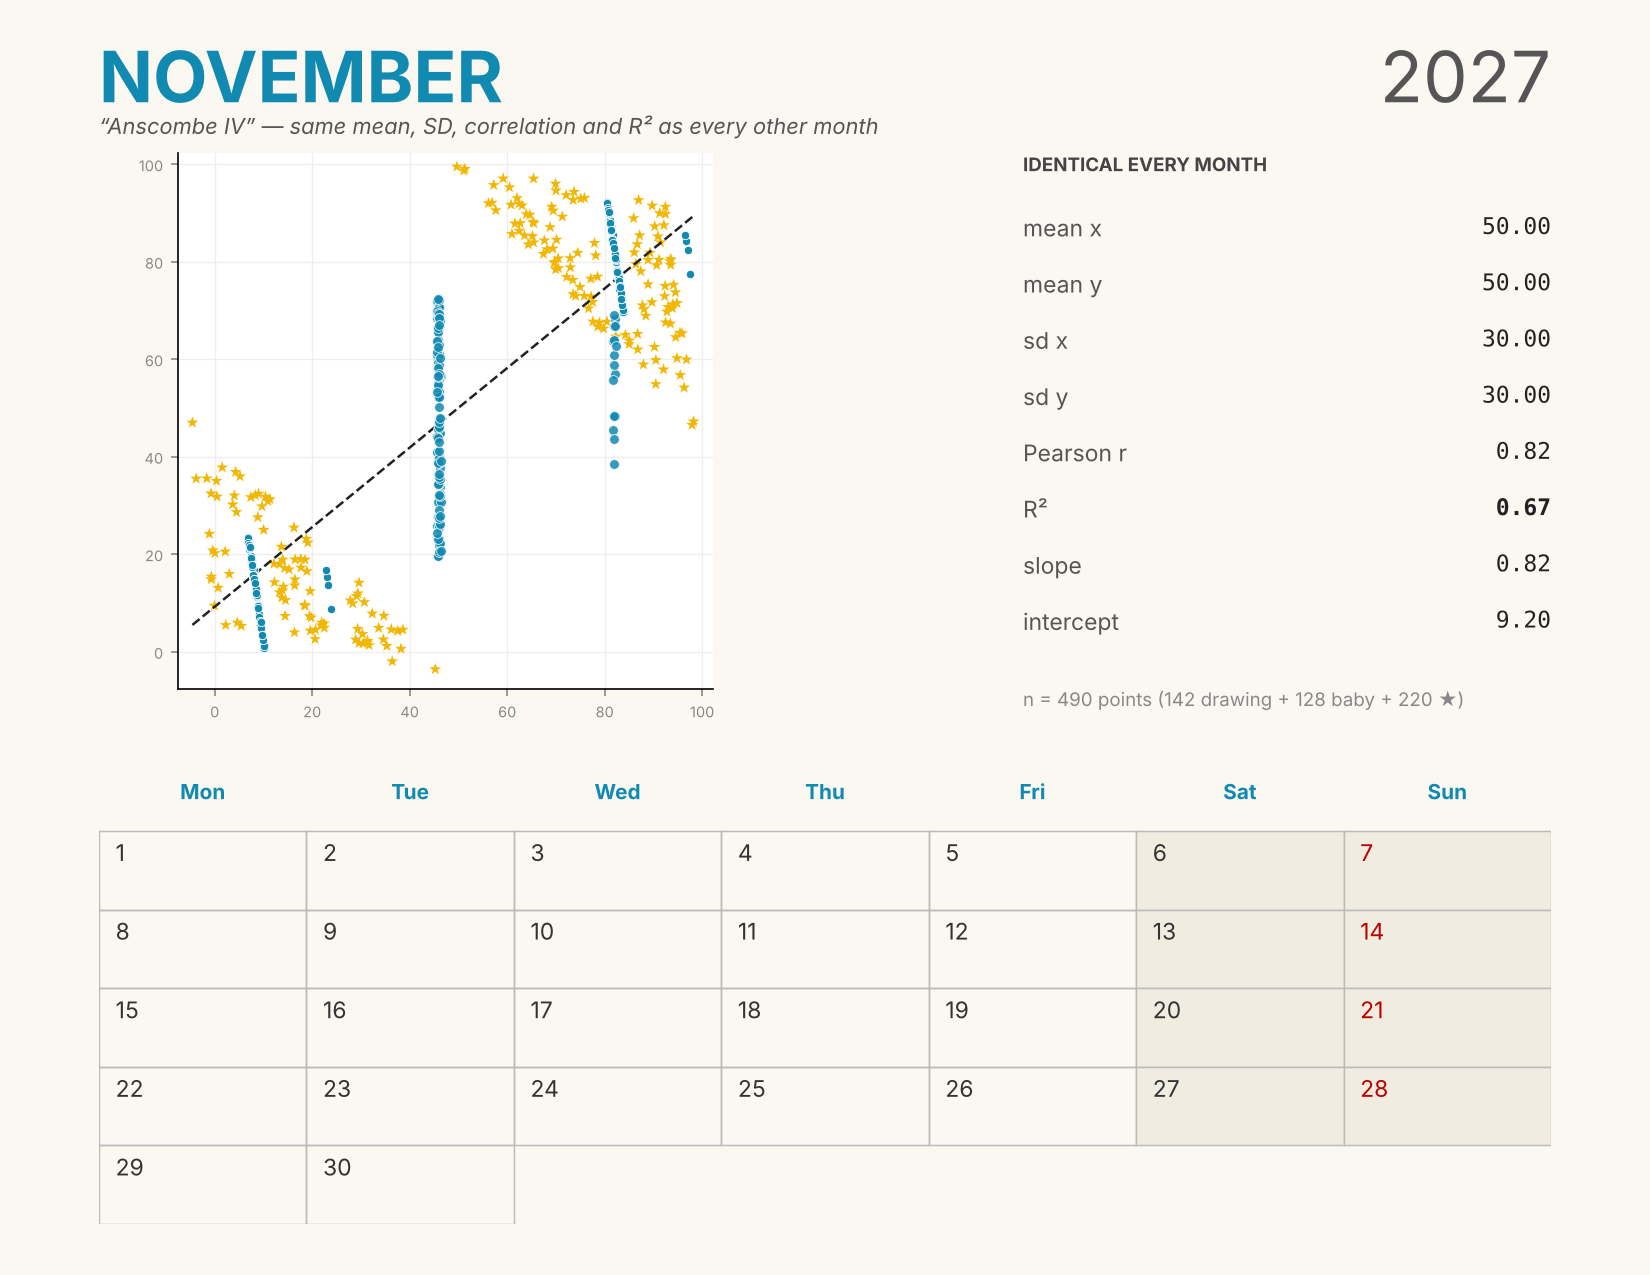 NOVEMBER 2027
“Anscombe IV” — same mean, SD, correlation and R² as every other month
100
80
60
40
20
0
0 20 40 60 80 100
IDENTICAL EVERY MONTH
mean x 50.00
mean y 50.00
sd x 30.00
sd y 30.00
Pearson r 0.82
R² 0.67
slope 0.82
intercept 9.20
n = 490 points (142 drawing + 128 baby + 220 ★)
Mon Tue Wed Thu Fri Sat Sun
1 2 3 4 5 6 7
8 9 10 11 12 13 14
15 16 17 18 19 20 21
22 23 24 25 26 27 28
29 30